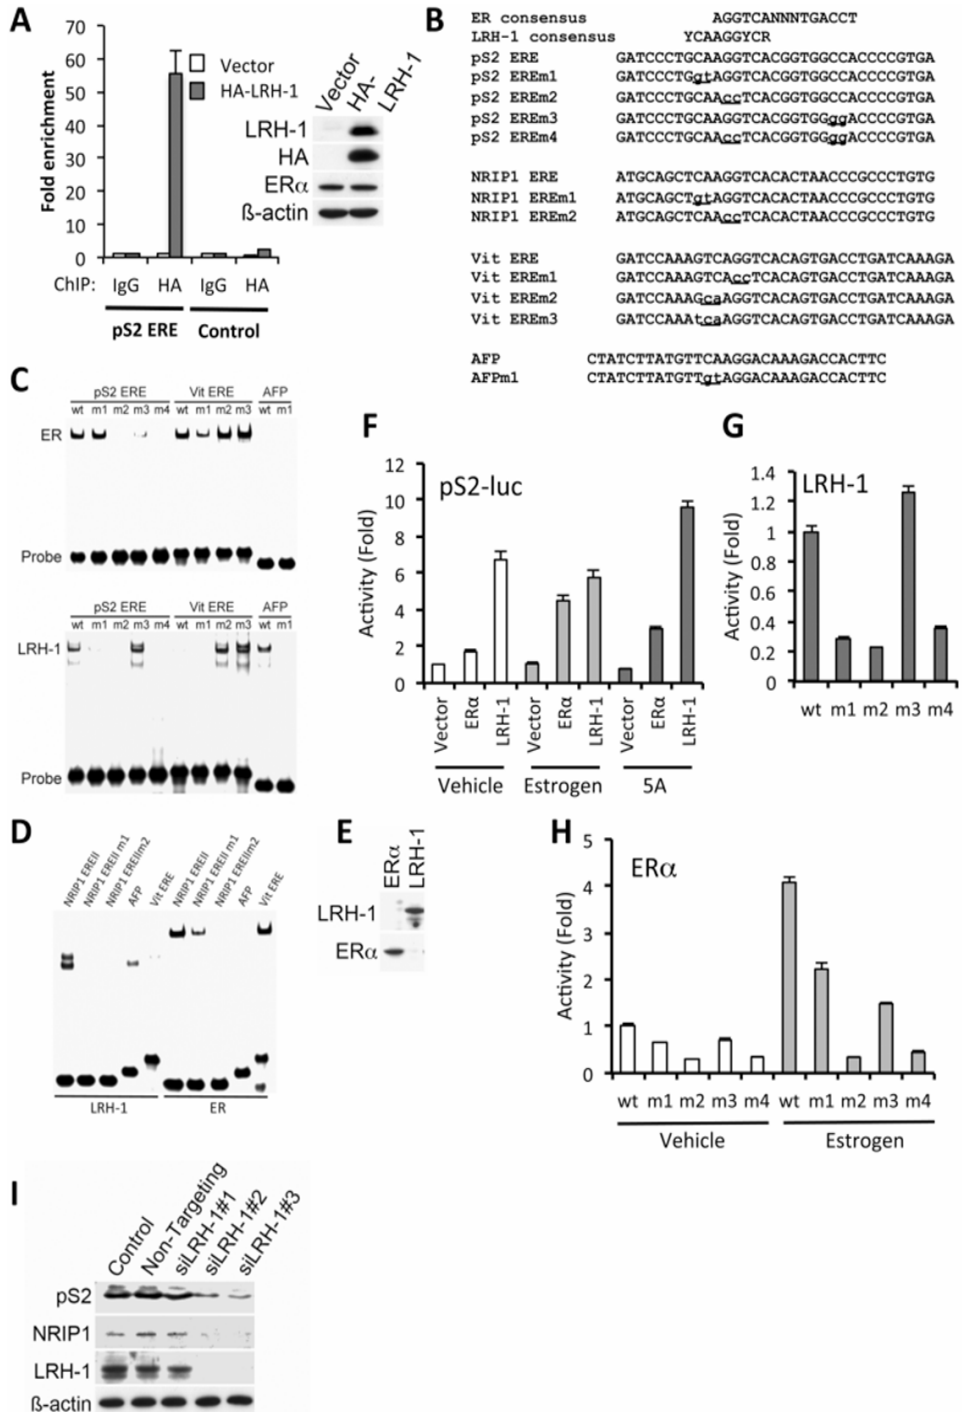 A
70
60
50
40
30
20
10
0
Fold enrichment
Vector
HA-LRH-1
ChIP:
IgG HA IgG HA
pS2 ERE Control
Vector
HA-
LRH-1
LRH-1
HA
ERα
ß-actin
B
ER consensus AGGTCANNNTGACCT
LRH-1 consensus YCAAGGYCR
pS2 ERE GATCCCTGCAAGGTCACGGTGGCCACCCCGTGA
pS2 EREm1 GATCCCTGgtAGGTCACGGTGGCCACCCCGTGA
pS2 EREm2 GATCCCTGCAAccTCACGGTGGCCACCCCGTGA
pS2 EREm3 GATCCCTGCAAGGTCACGGTGGggACCCCGTGA
pS2 EREm4 GATCCCTGCAAccTCACGGTGGggACCCCGTGA
NRIP1 ERE ATGCAGCTCAAGGTCACACTAACCCGCCCTGTG
NRIP1 EREm1 ATGCAGCTgtAGGTCACACTAACCCGCCCTGTG
NRIP1 EREm2 ATGCAGCTCAAccTCACACTAACCCGCCCTGTG
Vit ERE GATCCAAAGTCAGGTCACAGTGACCTGATCAAAGA
Vit EREm1 GATCCAAAGTCAccTCACAGTGACCTGATCAAAGA
Vit EREm2 GATCCAAAGcaAGGTCACAGTGACCTGATCAAAGA
Vit EREm3 GATCCAAAtcaAGGTCACAGTGACCTGATCAAAGA
AFP CTATCTTATGTTCAAGGACAAAGACCACTTC
AFPm1 CTATCTTATGTTgtAGGACAAAGACCACTTC
C
pS2 ERE Vit ERE AFP
wt m1 m2 m3 m4 wt m1 m2 m3 wt m1
ER
Probe
pS2 ERE Vit ERE AFP
wt m1 m2 m3 m4 wt m1 m2 m3 wt m1
LRH-1
Probe
F
12
10
8
6
4
2
0
Activity (Fold)
pS2-luc
Vector ERα LRH-1 Vector ERα LRH-1 Vector ERα LRH-1
Vehicle Estrogen 5A
G
1.4
1.2
1
0.8
0.6
0.4
0.2
0
Activity (Fold)
LRH-1
wt m1 m2 m3 m4
D
NRIP1 EREII NRIP1 EREII m1 NRIP1 EREIIm2 AFP Vit ERE NRIP1 EREII NRIP1 EREII m1 NRIP1 EREIIm2 AFP Vit ERE
LRH-1 ER
E
ERα LRH-1
LRH-1
ERα
H
5
4
3
2
1
0
Activity (Fold)
ERα
wt m1 m2 m3 m4 wt m1 m2 m3 m4
Vehicle Estrogen
I
Control Non-Targeting siLRH-1#1 siLRH-1#2 siLRH-1#3
pS2
NRIP1
LRH-1
ß-actin